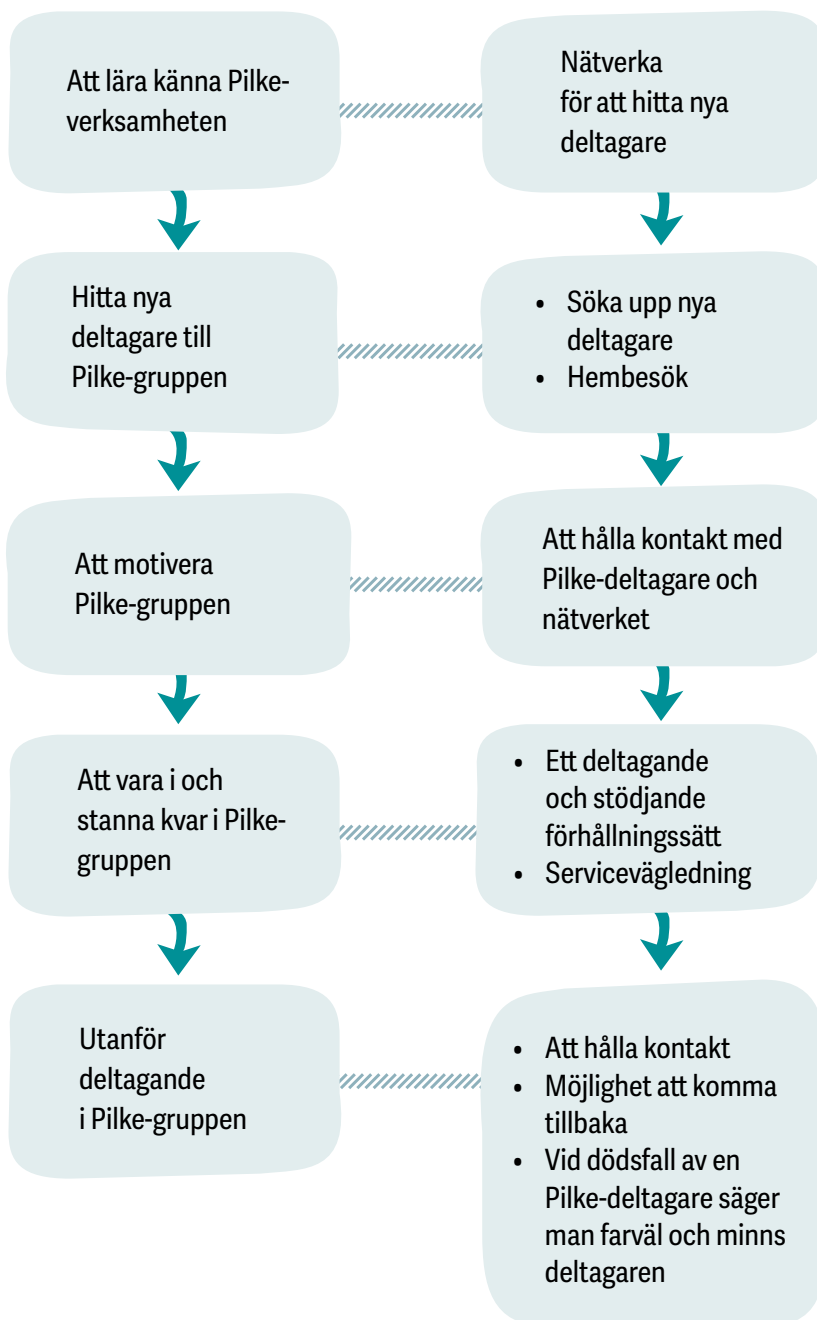 Att lära känna Pilke-
verksamheten
Nätverka
för att hitta nya
deltagare
Hitta nya
deltagare till
Pilke-gruppen
• Söka upp nya
deltagare
• Hembesök
Att motivera
Pilke-gruppen
Att hålla kontakt med
Pilke-deltagare och
nätverket
Att vara i och
stanna kvar i Pilke-
gruppen
• Ett deltagande
och stödjande
förhållningssätt
• Servicevägledning
Utanför
deltagande
i Pilke-gruppen
• Att hålla kontakt
• Möjlighet att komma
tillbaka
• Vid dödsfall av en
Pilke-deltagare säger
man farväl och minns
deltagaren